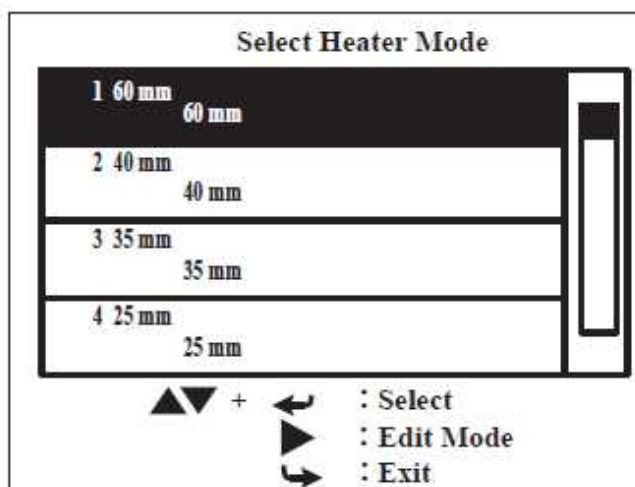 Select Heater Mode
1 60 mm
60 mm
2 40 mm
40 mm
3 35 mm
35 mm
4 25 mm
25 mm
▲▼ + ↵ : Select
▶ : Edit Mode
↳ : Exit